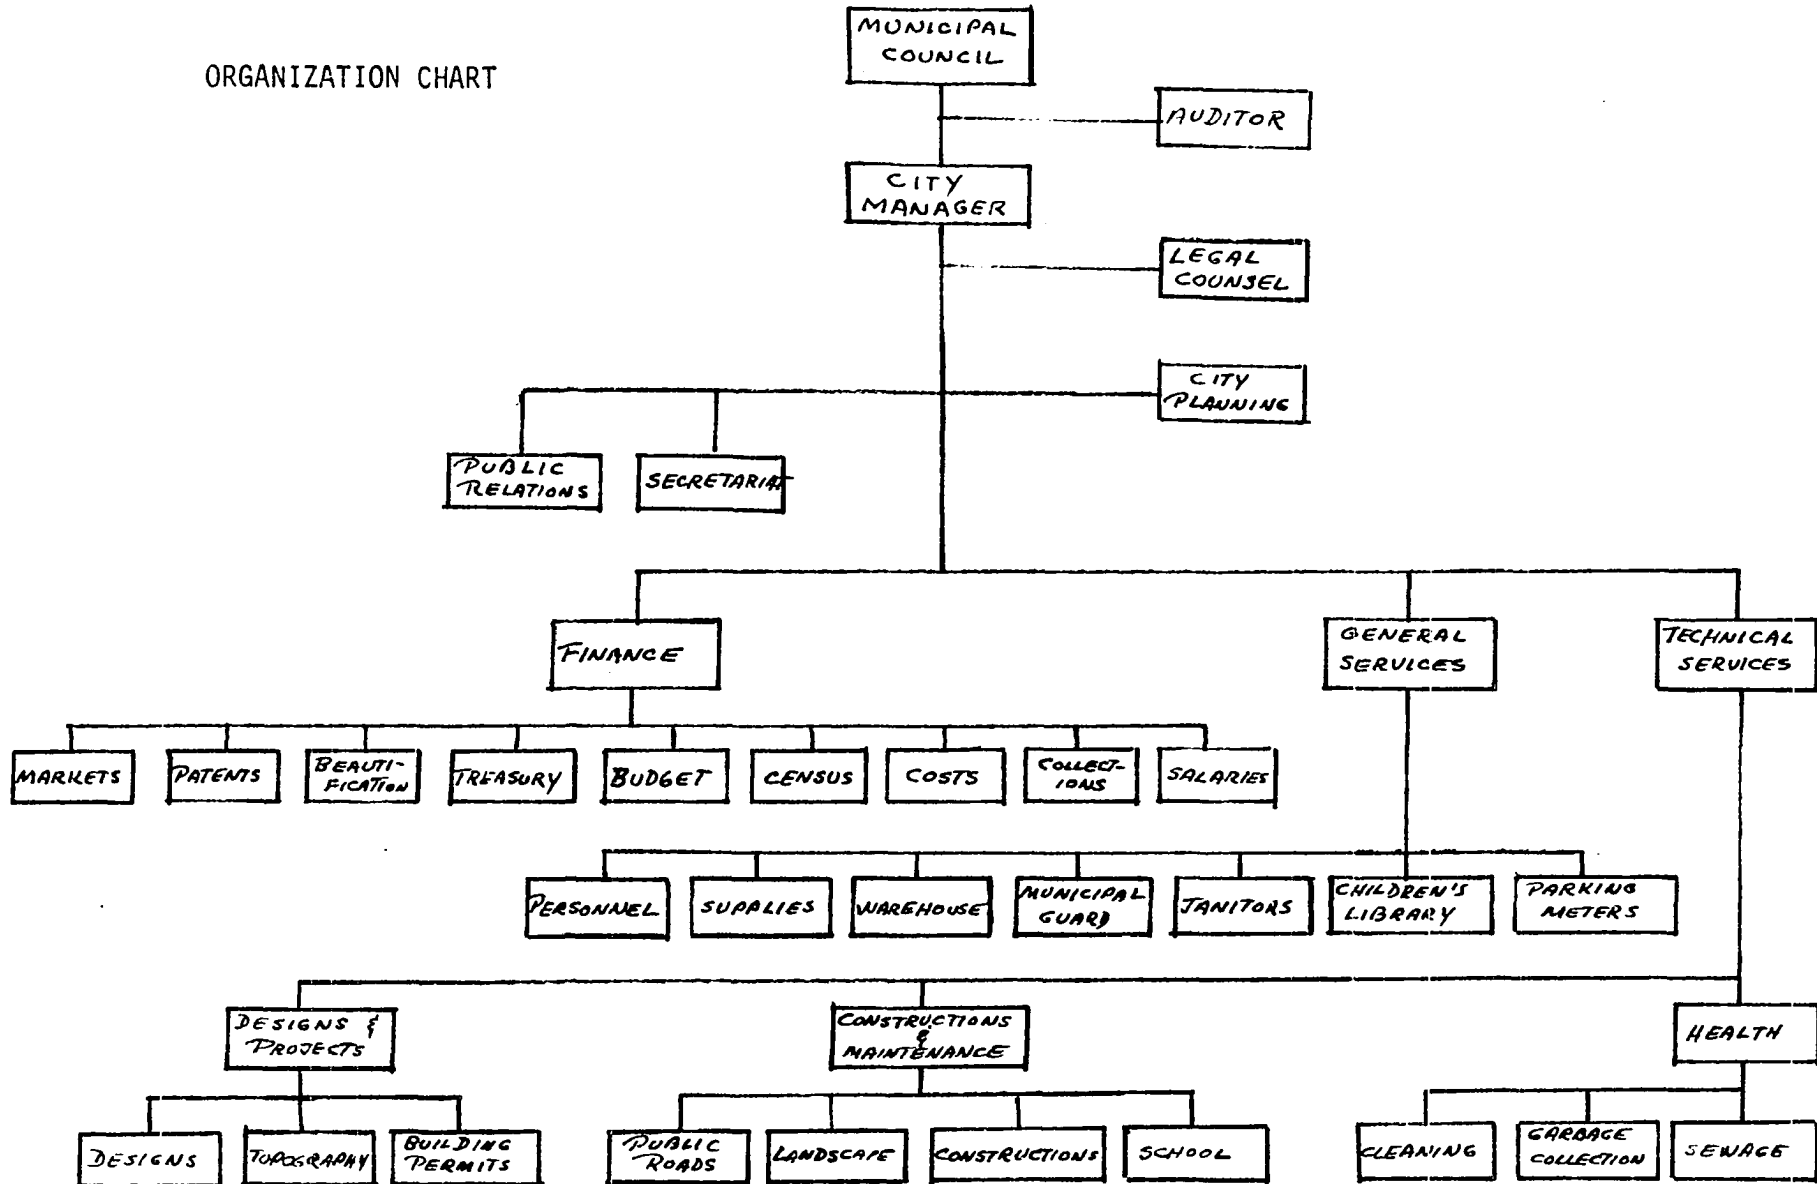 ORGANIZATION CHART
MUNICIPAL
COUNCIL
AUDITOR
CITY
MANAGER
LEGAL
COUNSEL
CITY
PLANNING
PUBLIC
RELATIONS
SECRETARIAT
FINANCE
GENERAL
SERVICES
TECHNICAL
SERVICES
MARKETS
PATENTS
BEAUTI-
FICATION
TREASURY
BUDGET
CENSUS
COSTS
COLLECT-
IONS
SALARIES
PERSONNEL
SUPPLIES
WAREHOUSE
MUNICIPAL
GUARD
JANITORS
CHILDREN'S
LIBRARY
PARKING
METERS
DESIGNS &
PROJECTS
CONSTRUCTIONS
&
MAINTENANCE
HEALTH
DESIGNS
TOPOGRAPHY
BUILDING
PERMITS
PUBLIC
ROADS
LANDSCAPE
CONSTRUCTIONS
SCHOOL
CLEANING
GARBAGE
COLLECTION
SEWAGE